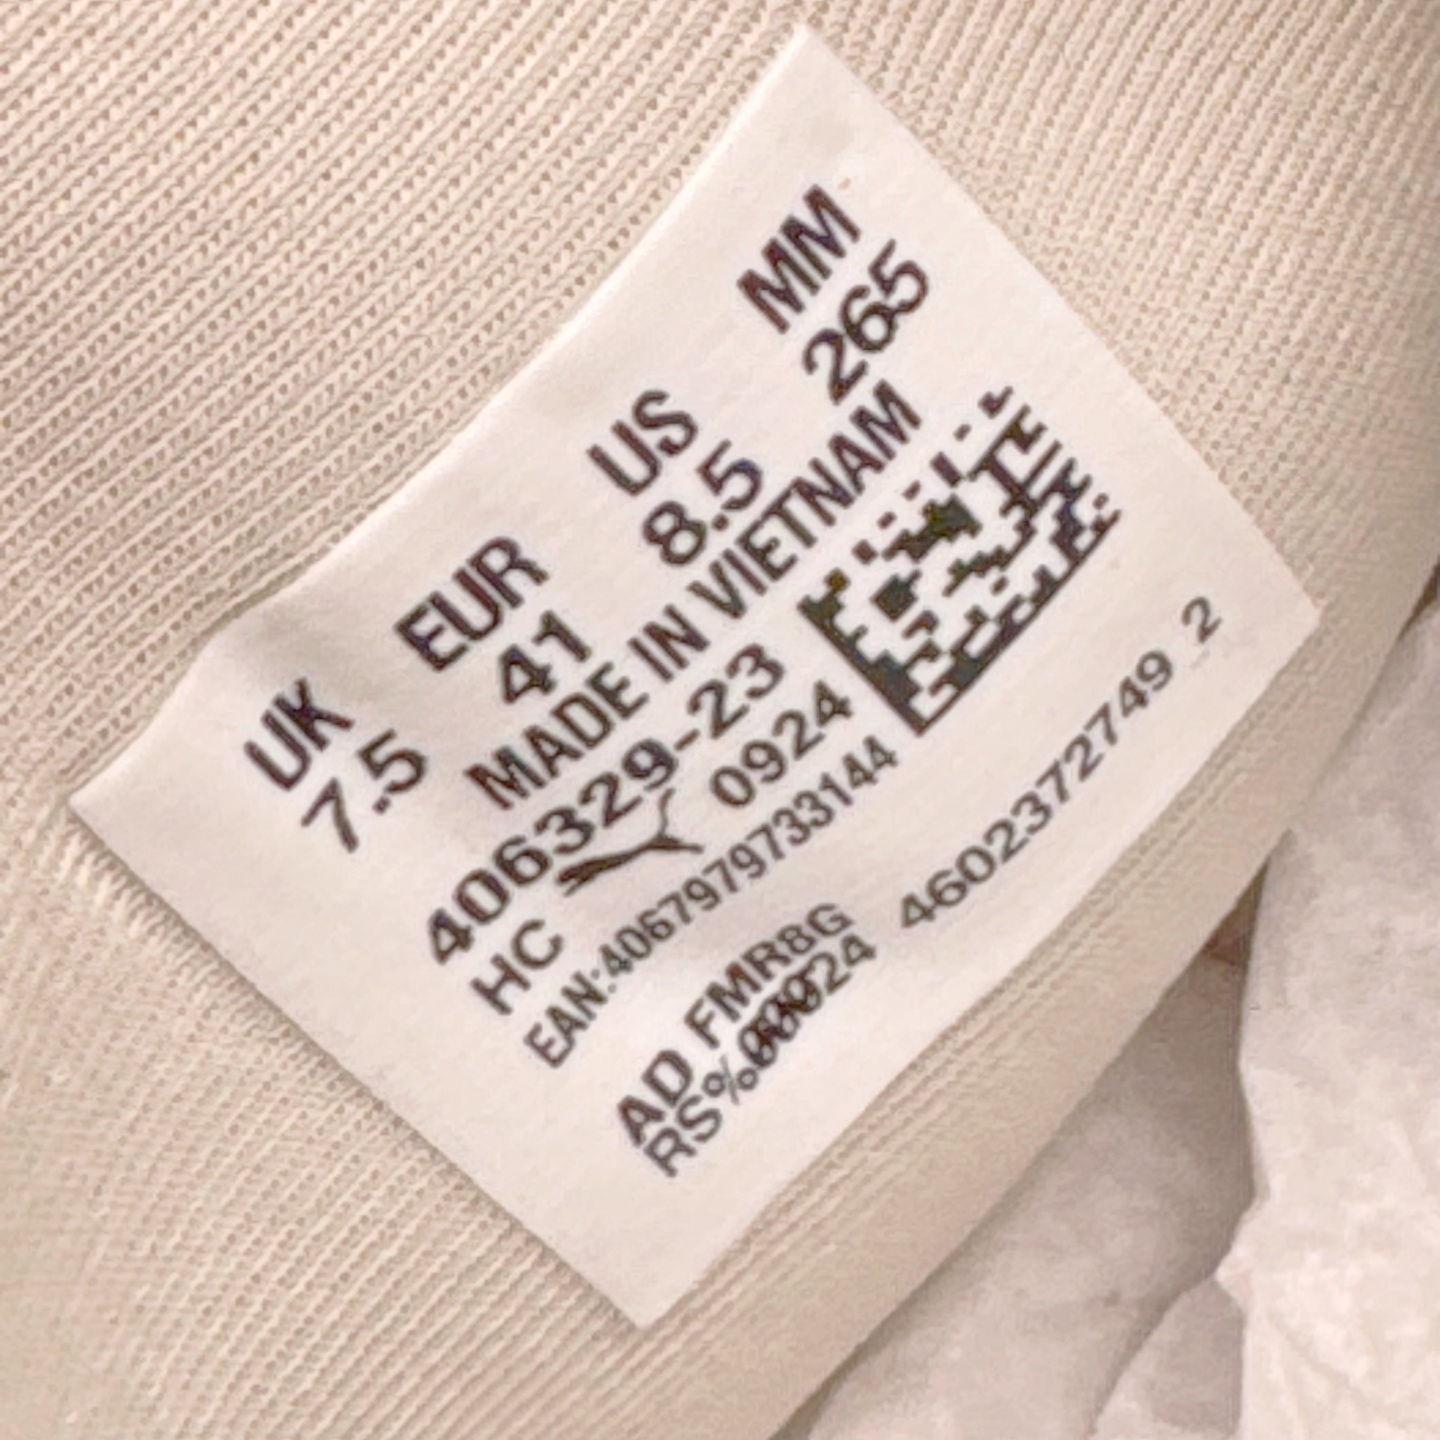 UK EUR US MM
7.5 41 8.5 265
MADE IN VIETNAM
406329-23
HC 0924
EAN:4067979733144
AD FMR8G 4602372749 2
RS%